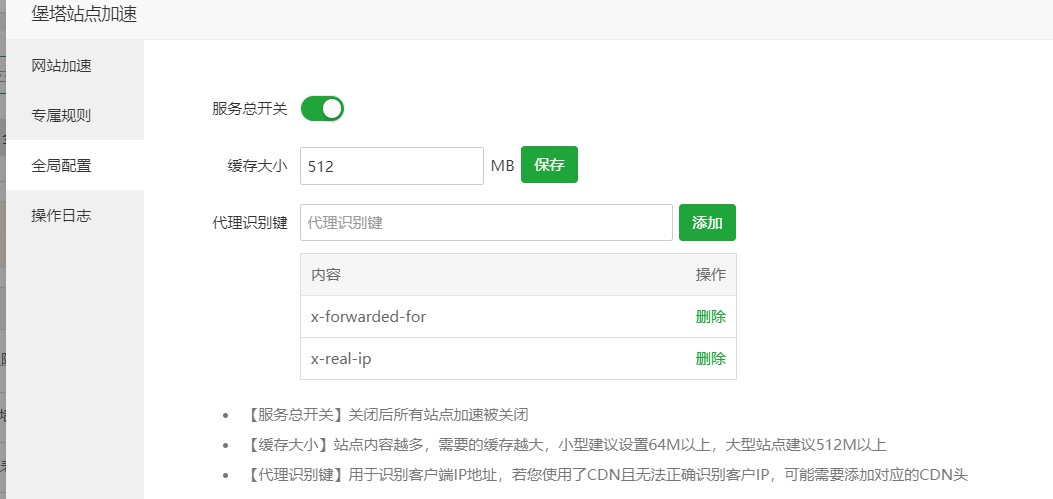 堡塔站点加速
网站加速
专属规则
全局配置
操作日志
服务总开关
缓存大小 512 MB 保存
代理识别键 代理识别键 添加
内容 操作
x-forwarded-for 删除
x-real-ip 删除
【服务总开关】关闭后所有站点加速被关闭
【缓存大小】站点内容越多，需要的缓存越大，小型建议设置64M以上，大型站点建议512M以上
【代理识别键】用于识别客户端IP地址，若您使用了CDN且无法正确识别客户IP，可能需要添加对应的CDN头